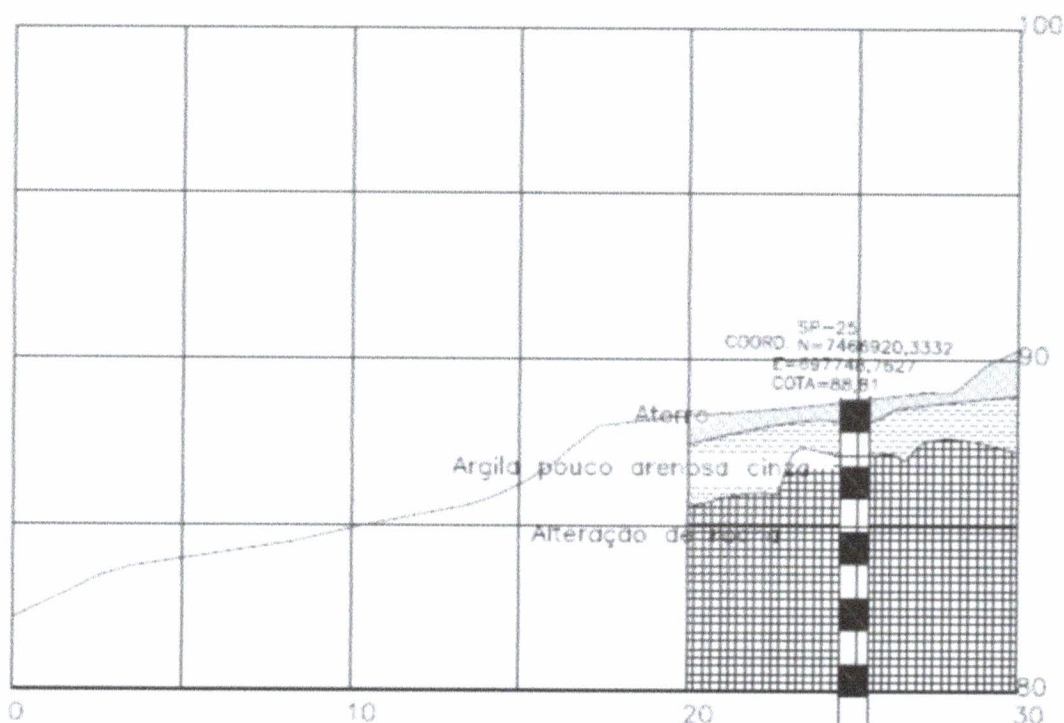 100
SP-25
COORD. N=7466920,3332
E=697748,7627
COTA=88,81
90
Aterro
Argila pouco arenosa cinza
Alteração de rocha
80
0
10
20
30